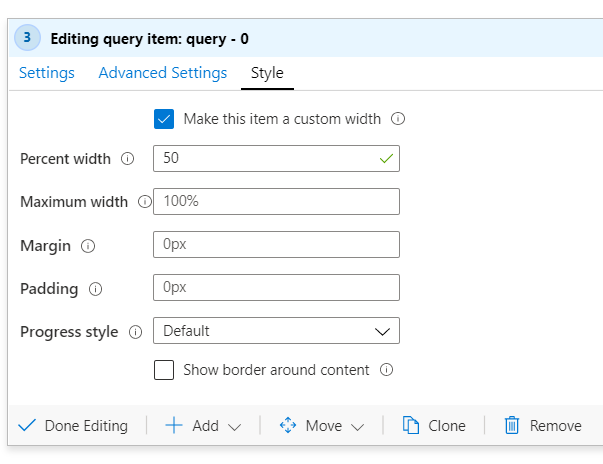 3 Editing query item: query - 0
Settings Advanced Settings Style
Make this item a custom width
Percent width 50
Maximum width 100%
Margin 0px
Padding 0px
Progress style Default
Show border around content
Done Editing Add Move Clone Remove